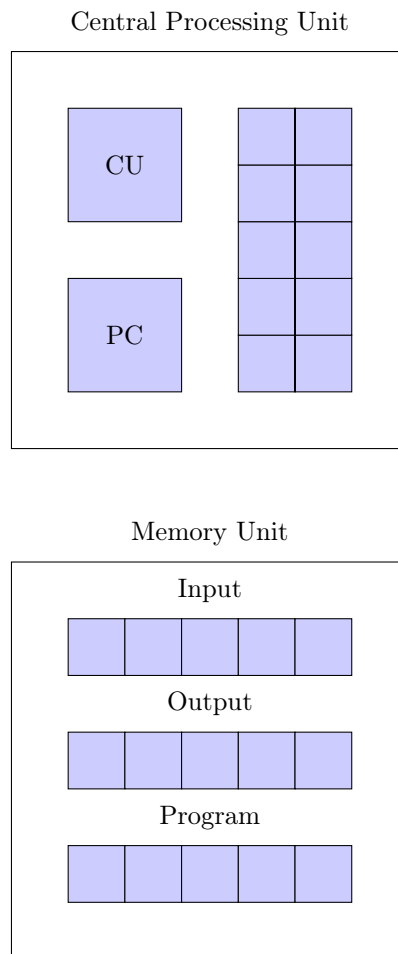 Central Processing Unit
CU
PC
Memory Unit
Input
Output
Program